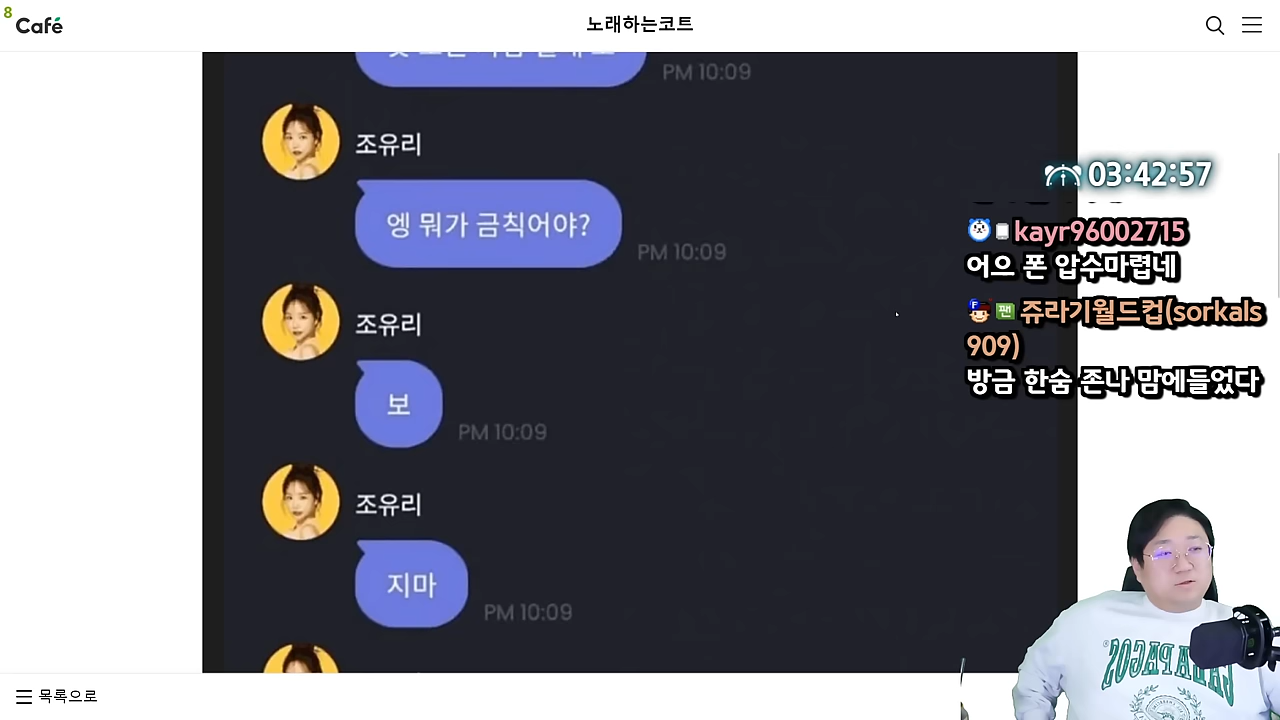 8
Café
노래하는코트
PM 10:09
조유리
엥 뭐가 금칙어야?
PM 10:09
조유리
보
PM 10:09
조유리
지마
PM 10:09
03:42:57
kayr96002715
어으 폰 압수마렵네
팬 쥬라기월드컵(sorkals
909)
방금 한숨 존나 맘에들었다
GALAPAGOS
목록으로